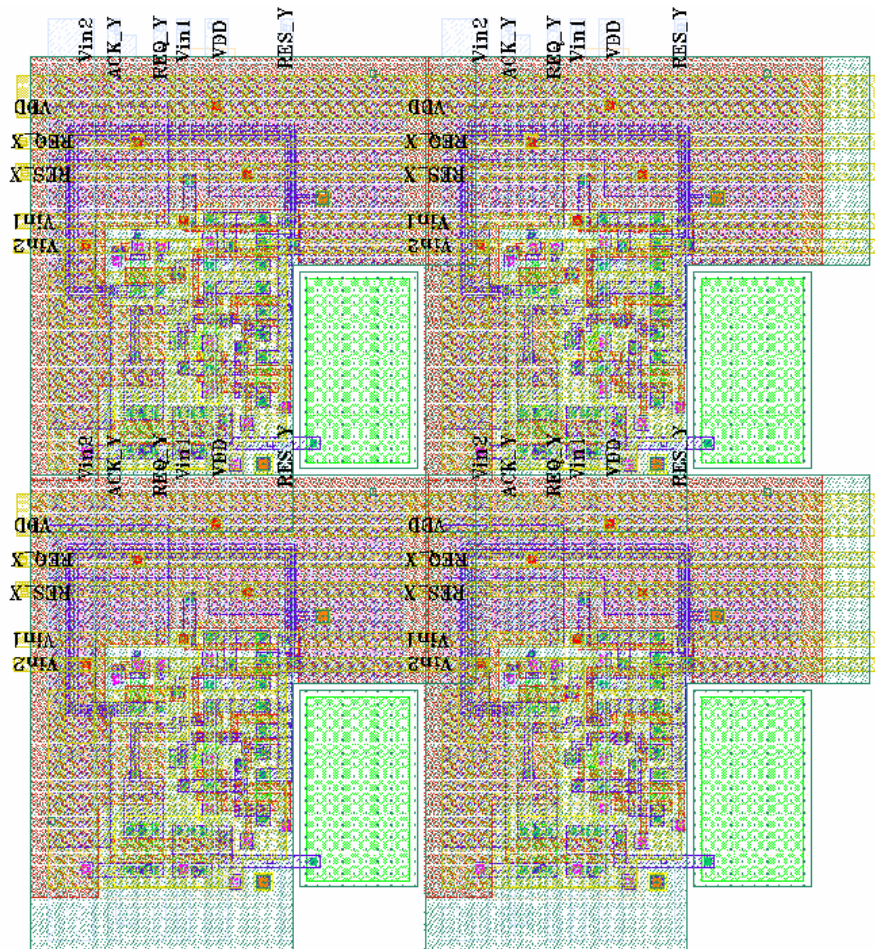 Vin2
ACK_Y
REQ_Y
Vin1
VDD
RES_Y
Vin2
ACK_Y
REQ_Y
Vin1
VDD
RES_Y
VDD
VDD
REQ_X
REQ_X
RES_X
RES_X
Vin1
Vin1
Vin2
Vin2
Vin2
ACK_Y
REQ_Y
Vin1
VDD
RES_Y
Vin2
ACK_Y
REQ_Y
Vin1
VDD
RES_Y
VDD
VDD
REQ_X
REQ_X
RES_X
RES_X
Vin1
Vin1
Vin2
Vin2